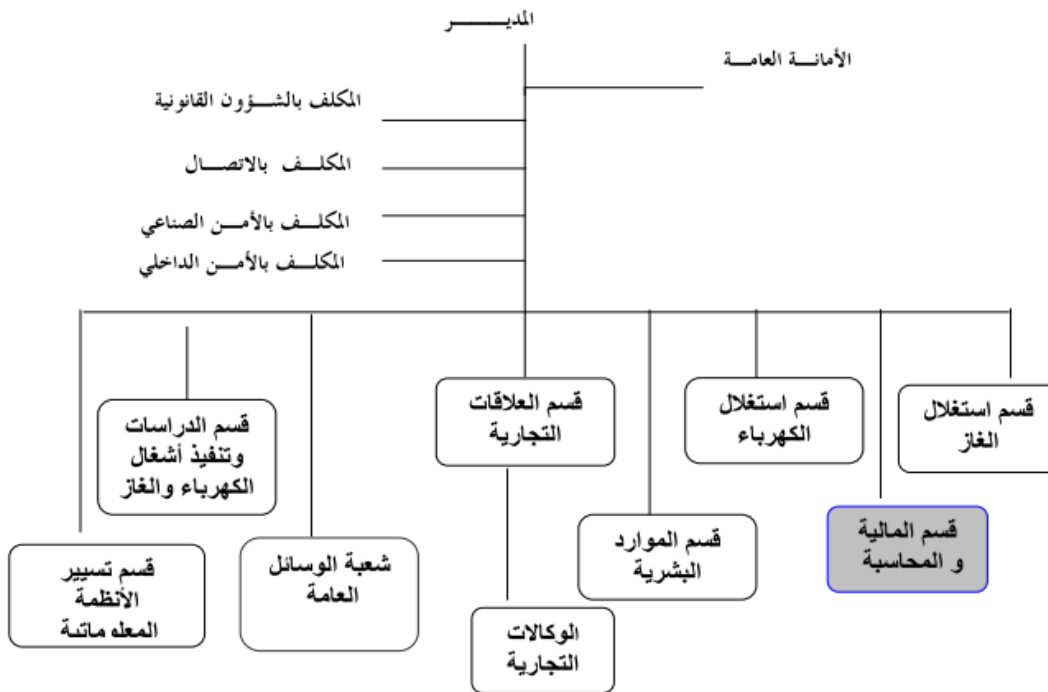 المديـــــــر
الأمانـــة العامـــة
المكلف بالشـــؤون القانونية
المكلـــف بالاتصـــال
المكلـــف بالأمـــن الصناعي
المكلـــف بالأمـــن الداخلي
قسم استغلال
الغاز
قسم استغلال
الكهرباء
قسم العلاقات
التجارية
قسم الدراسات
وتنفيذ أشغال
الكهرباء والغاز
قسم المالية
و المحاسبة
قسم الموارد
البشرية
الوكالات
التجارية
شعبة الوسائل
العامة
قسم تسيير
الأنظمة
المعلوماتية